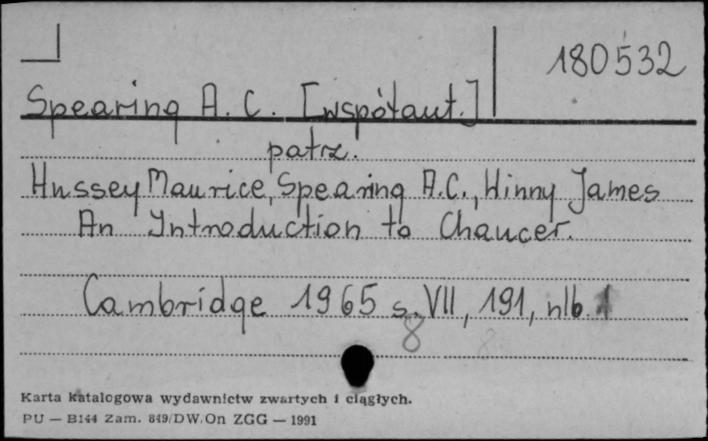 180532
Spearing A. C. [współaut.]
patrz.
Hussey Maurice, Spearing A.C., Winny James
An Introduction to Chaucer.
Cambridge 1965 s. VII, 191, nlb. 1
8
Karta katalogowa wydawnictw zwartych i ciągłych.
PU — B144 Zam. 849/DW/On ZGG — 1991